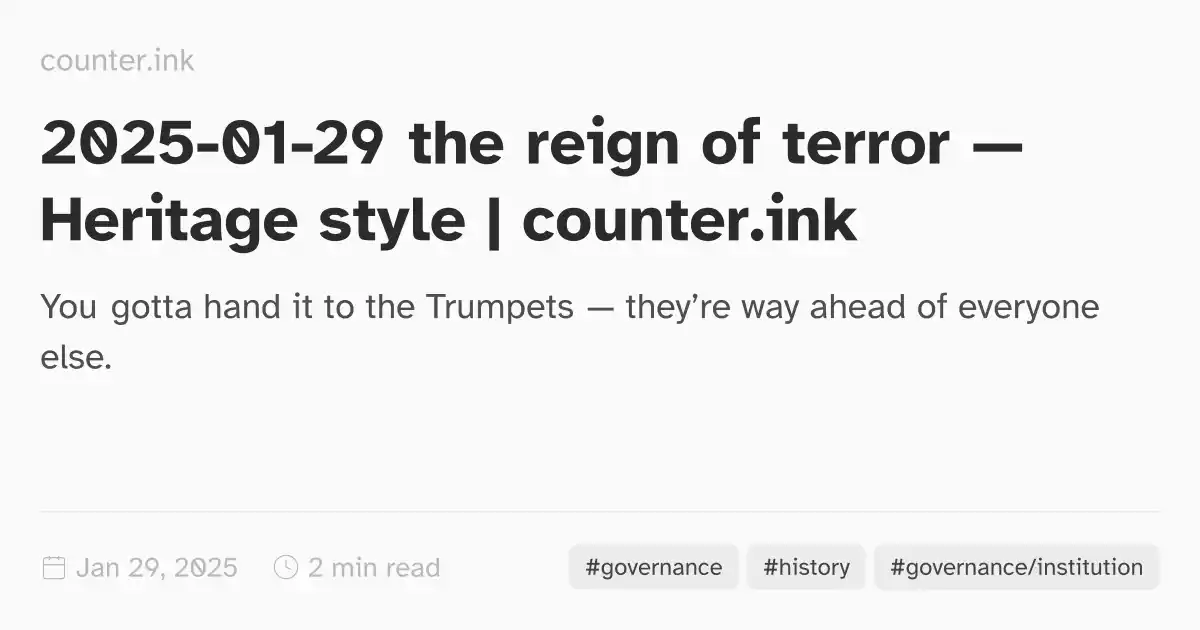 counter.ink
2025-01-29 the reign of terror —
Heritage style | counter.ink
You gotta hand it to the Trumpets — they’re way ahead of everyone
else.
Jan 29, 2025 2 min read #governance #history #governance/institution